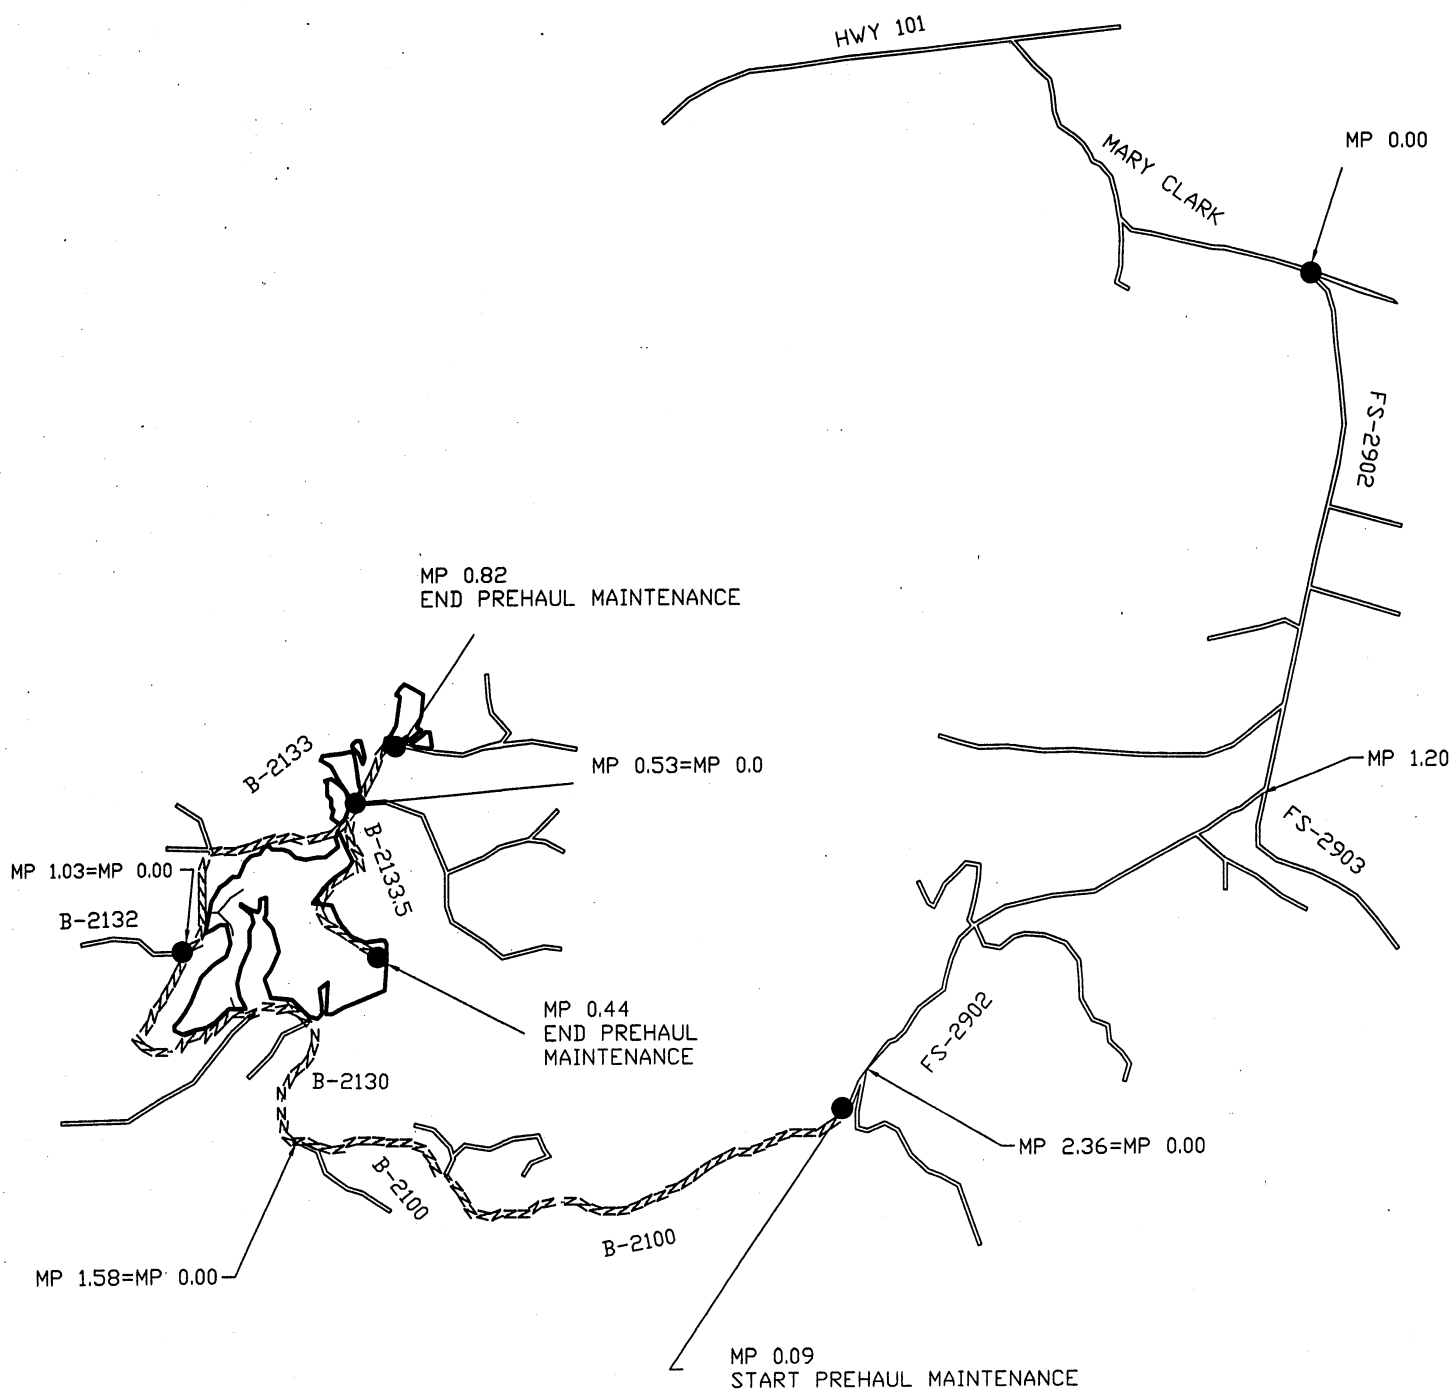 HWY 101
MARY CLARK
MP 0.00
FS-2902
MP 0.82
END PREHAUL MAINTENANCE
B-2133
MP 0.53=MP 0.0
MP 1.20
FS-2903
B-2133.5
MP 1.03=MP 0.00
B-2132
MP 0.44
END PREHAUL
MAINTENANCE
FS-2902
B-2130
MP 2.36=MP 0.00
B-2100
B-2100
MP 1.58=MP 0.00
MP 0.09
START PREHAUL MAINTENANCE